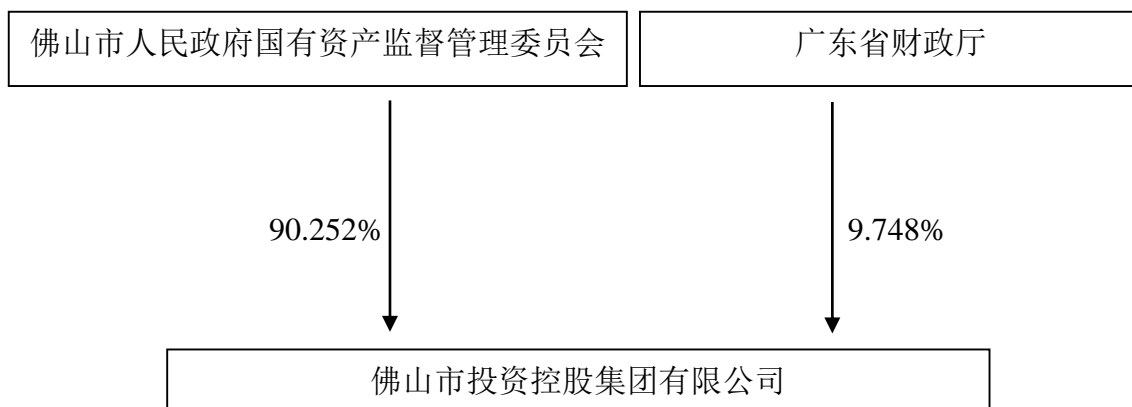 佛山市人民政府国有资产监督管理委员会
广东省财政厅
90.252%
9.748%
佛山市投资控股集团有限公司